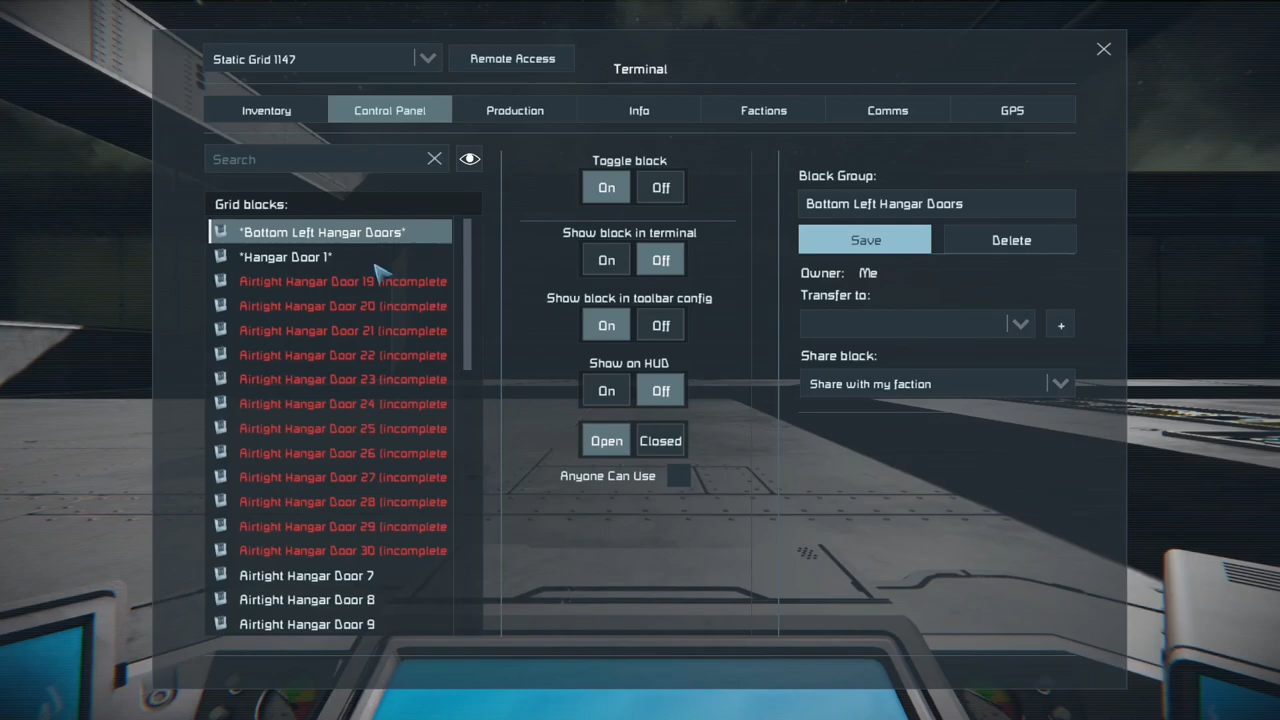 Static Grid 1147
Remote Access
Terminal
Inventory
Control Panel
Production
Info
Factions
Comms
GPS
Search
Grid blocks:
*Bottom Left Hangar Doors*
*Hangar Door 1*
Airtight Hangar Door 19 (incomplete
Airtight Hangar Door 20 (incomplete
Airtight Hangar Door 21 (incomplete
Airtight Hangar Door 22 (incomplete
Airtight Hangar Door 23 (incomplete
Airtight Hangar Door 24 (incomplete
Airtight Hangar Door 25 (incomplete
Airtight Hangar Door 26 (incomplete
Airtight Hangar Door 27 (incomplete
Airtight Hangar Door 28 (incomplete
Airtight Hangar Door 29 (incomplete
Airtight Hangar Door 30 (incomplete
Airtight Hangar Door 7
Airtight Hangar Door 8
Airtight Hangar Door 9
Toggle block
On Off
Show block in terminal
On Off
Show block in toolbar config
On Off
Show on HUD
On Off
Open Closed
Anyone Can Use
Block Group:
Bottom Left Hangar Doors
Save Delete
Owner: Me
Transfer to:
+
Share block:
Share with my faction